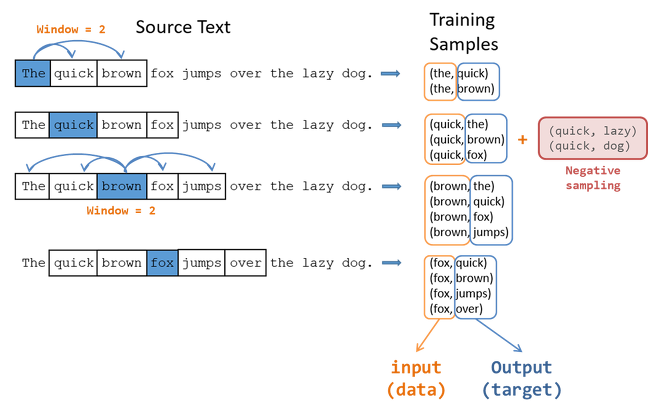 Window = 2
Source Text
Training
Samples
The quick brown fox jumps over the lazy dog.
(the, quick)
(the, brown)
The quick brown fox jumps over the lazy dog.
(quick, the)
(quick, brown)
(quick, fox)
+
(quick, lazy)
(quick, dog)
Negative
sampling
The quick brown fox jumps over the lazy dog.
Window = 2
(brown, the)
(brown, quick)
(brown, fox)
(brown, jumps)
The quick brown fox jumps over the lazy dog.
(fox, quick)
(fox, brown)
(fox, jumps)
(fox, over)
input
(data)
Output
(target)